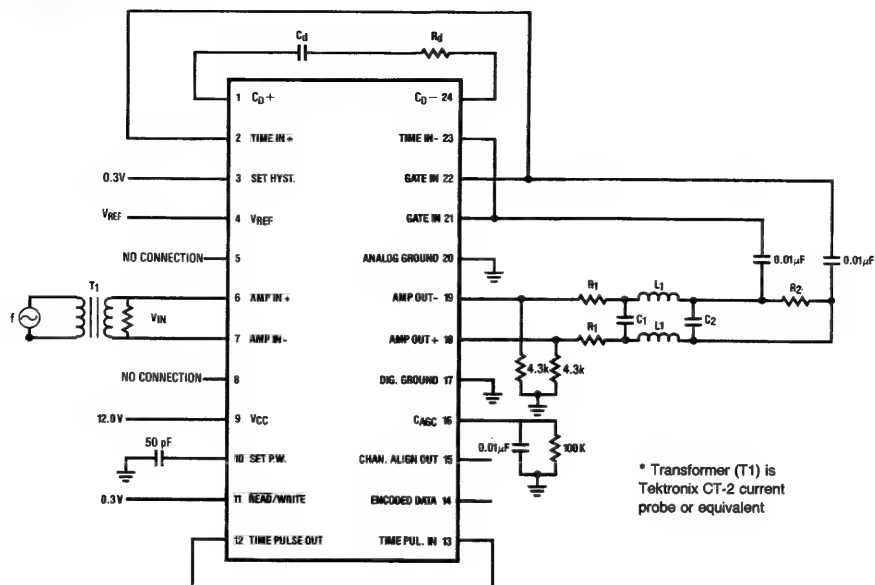 Cd
Rd
1 CD+
CD− 24
2 TIME IN+
TIME IN- 23
0.3V
3 SET HYST.
GATE IN 22
VREF
4 VREF
GATE IN 21
0.01μF
0.01μF
NO CONNECTION
5
ANALOG GROUND 20
T1
f
VIN
6 AMP IN+
AMP OUT− 19
R1
L1
R2
7 AMP IN-
AMP OUT+ 18
R1
L1
C1
C2
NO CONNECTION
8
DIG. GROUND 17
4.3k
4.3k
12.0V
9 VCC
CAGC 16
50 pF
10 SET P.W.
CHAN. ALIGN OUT 15
0.01μF
100K
0.3V
11 READ/WRITE
ENCODED DATA 14
12 TIME PULSE OUT
TIME PUL. IN 13
* Transformer (T1) is
Tektronix CT-2 current
probe or equivalent